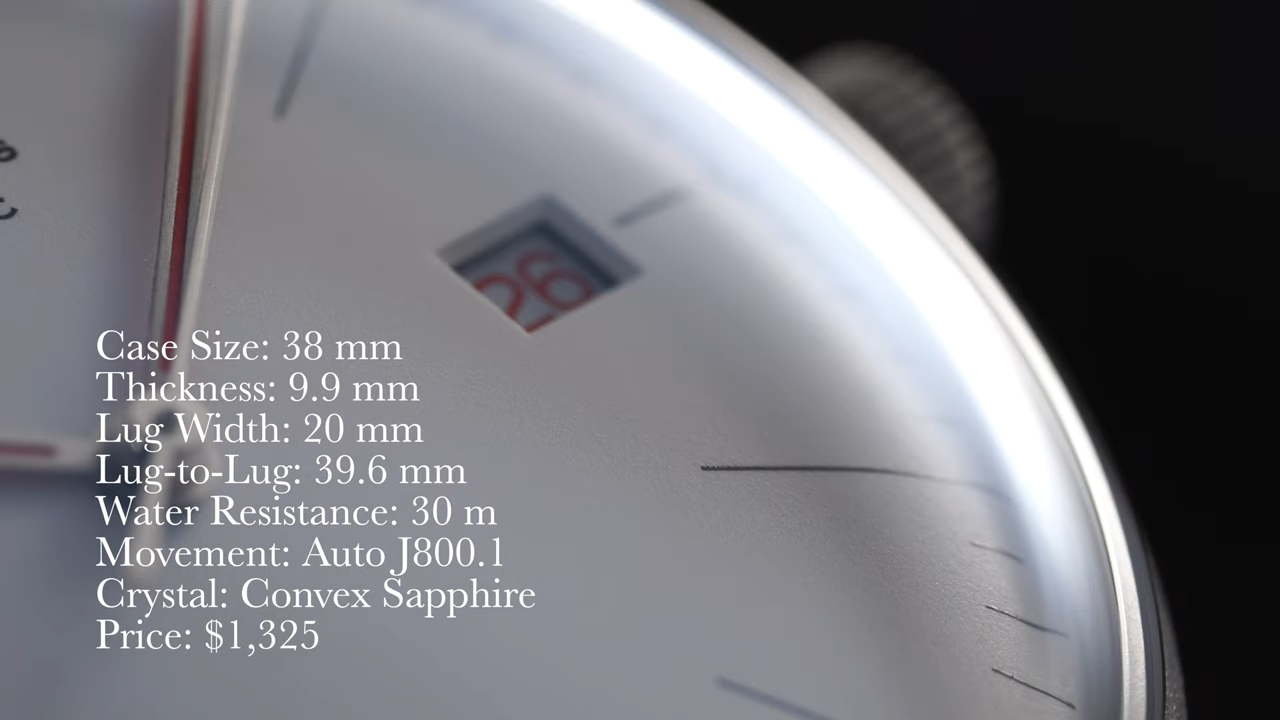 26
Case Size: 38 mm
Thickness: 9.9 mm
Lug Width: 20 mm
Lug-to-Lug: 39.6 mm
Water Resistance: 30 m
Movement: Auto J800.1
Crystal: Convex Sapphire
Price: $1,325